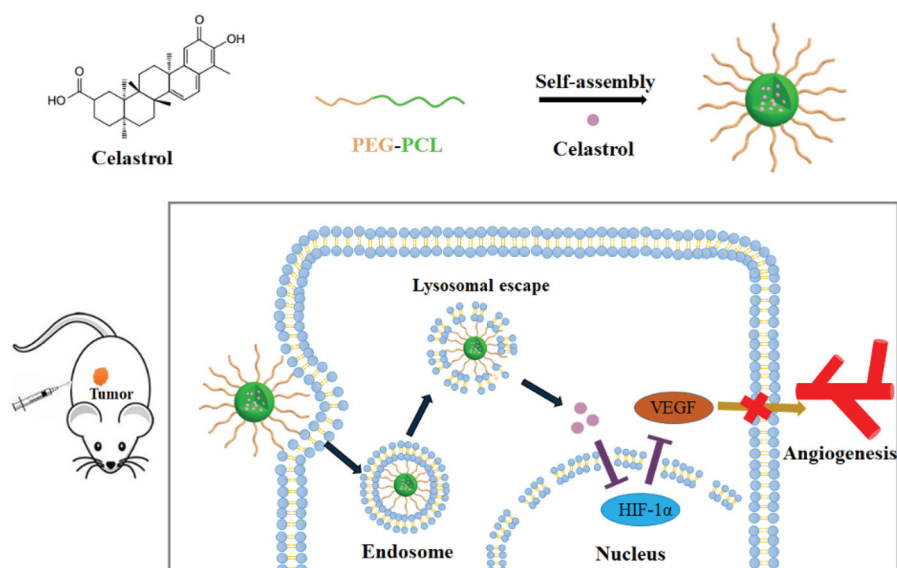 O
OH
O
HO
Celastrol
PEG-PCL
Self-assembly
Celastrol
Tumor
Lysosomal escape
Endosome
VEGF
HIF-1α
Nucleus
Angiogenesis